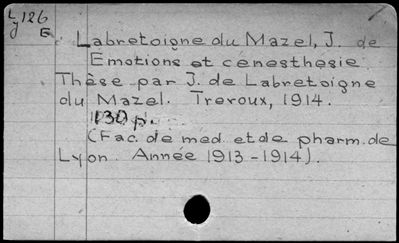 L 126
y E
Labretoigne du Mazel, J. de
Emotions et cénesthésie.
Thèse par J. de Labretoigne
du Mazel. Trevoux, 1914.
130 p.
(Fac. de med. et de pharm. de
Lyon. Année 1913-1914).